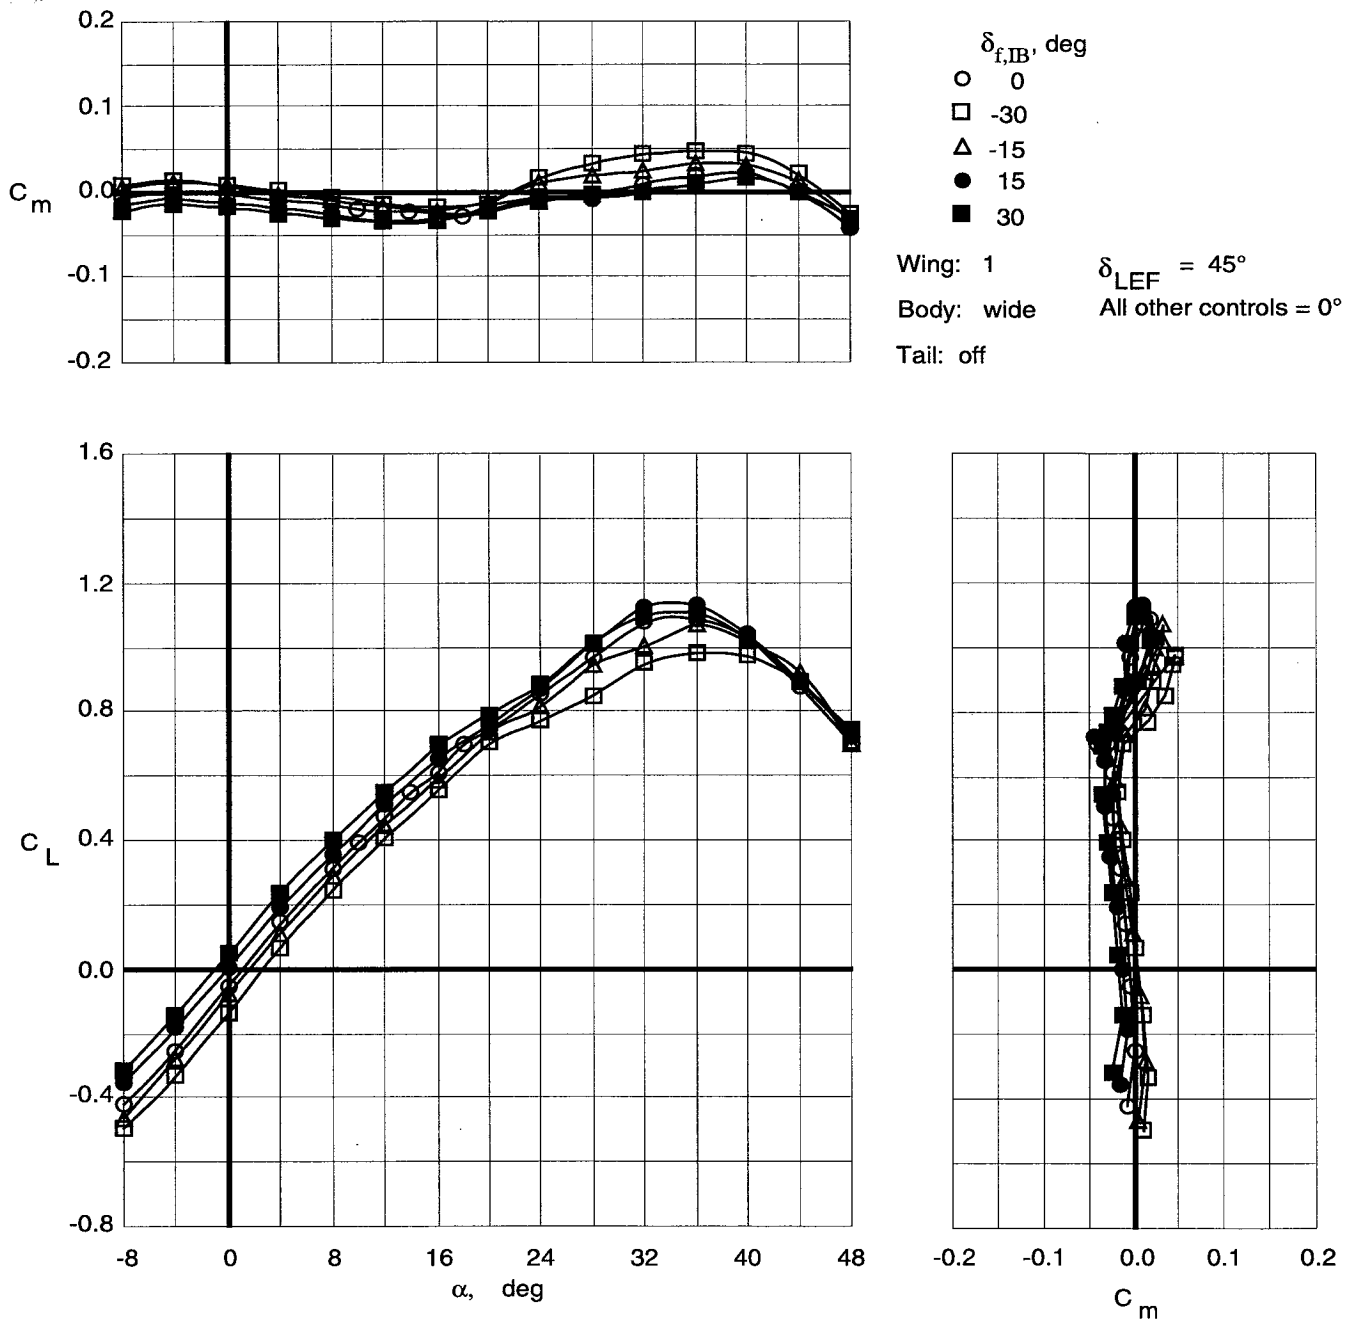 0.2
0.1
C m 0.0
-0.1
-0.2
δf,IB, deg
0
-30
-15
15
30
Wing: 1 δLEF = 45°
Body: wide All other controls = 0°
Tail: off
1.6
1.2
0.8
C L 0.4
0.0
-0.4
-0.8
-8 0 8 16 24 32 40 48
α, deg
-0.2 -0.1 0.0 0.1 0.2
C m